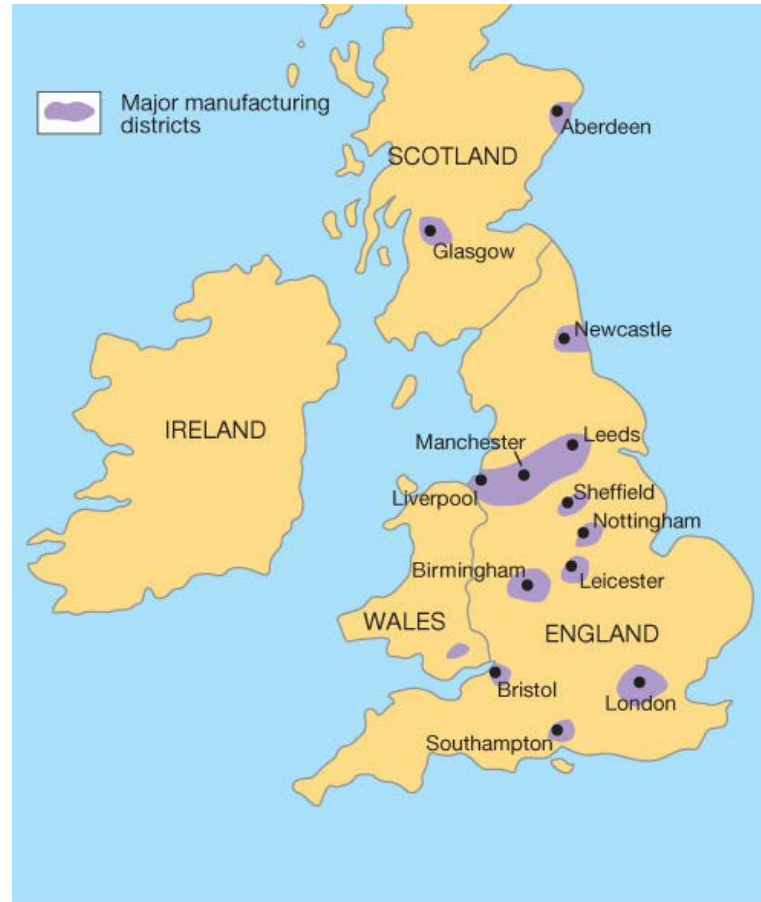 Major manufacturing
districts
Aberdeen
SCOTLAND
Glasgow
Newcastle
IRELAND
Manchester
Leeds
Liverpool
Sheffield
Nottingham
Birmingham
Leicester
WALES
ENGLAND
Bristol
London
Southampton